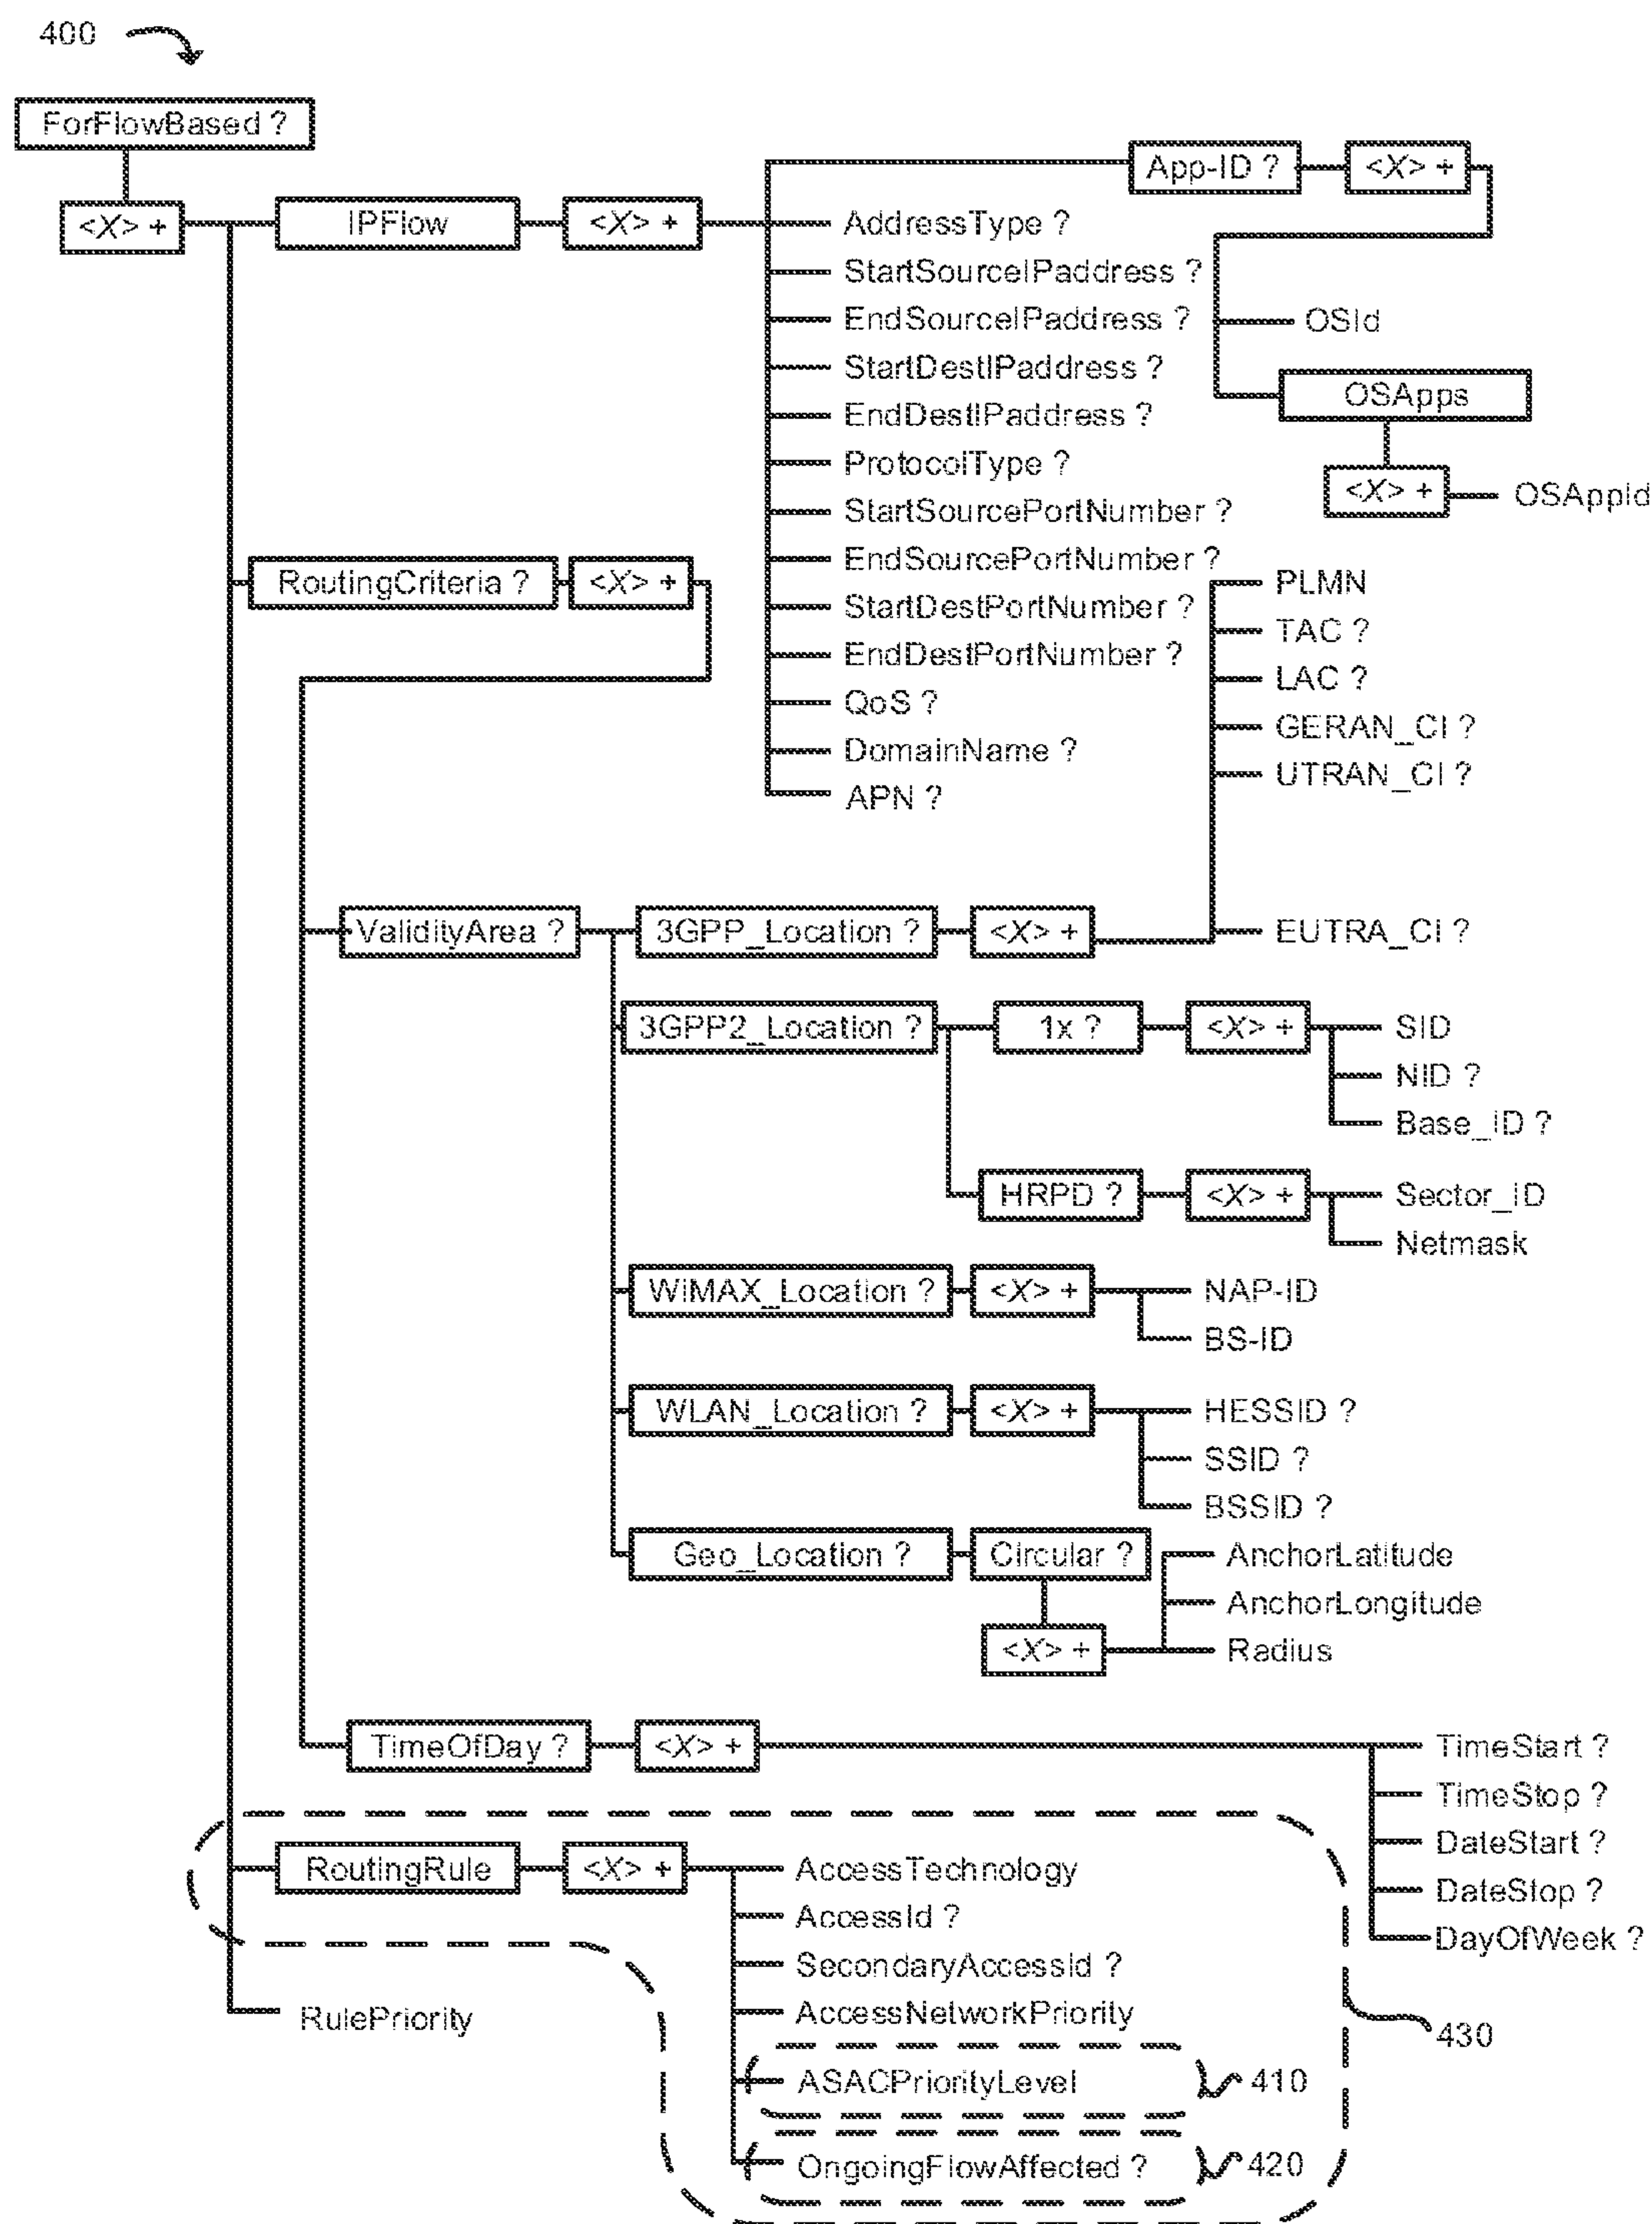 400
ForFlowBased ?
<X> +
IPFlow
<X> +
App-ID ?
<X> +
AddressType ?
StartSourceIPaddress ?
EndSourceIPaddress ?
StartDestIPaddress ?
EndDestIPaddress ?
ProtocolType ?
StartSourcePortNumber ?
EndSourcePortNumber ?
StartDestPortNumber ?
EndDestPortNumber ?
QoS ?
DomainName ?
APN ?
OSId
OSApps
<X> +
OSAppId
RoutingCriteria ?
<X> +
ValidityArea ?
3GPP_Location ?
<X> +
PLMN
TAC ?
LAC ?
GERAN_CI ?
UTRAN_CI ?
EUTRA_CI ?
3GPP2_Location ?
1x ?
<X> +
SID
NID ?
Base_ID ?
HRPD ?
<X> +
Sector_ID
Netmask
WiMAX_Location ?
<X> +
NAP-ID
BS-ID
WLAN_Location ?
<X> +
HESSID ?
SSID ?
BSSID ?
Geo_Location ?
Circular ?
<X> +
AnchorLatitude
AnchorLongitude
Radius
TimeOfDay ?
<X> +
TimeStart ?
TimeStop ?
DateStart ?
DateStop ?
DayOfWeek ?
RoutingRule
<X> +
AccessTechnology
AccessId ?
SecondaryAccessId ?
AccessNetworkPriority
ASACPriorityLevel
410
OngoingFlowAffected ?
420
430
RulePriority